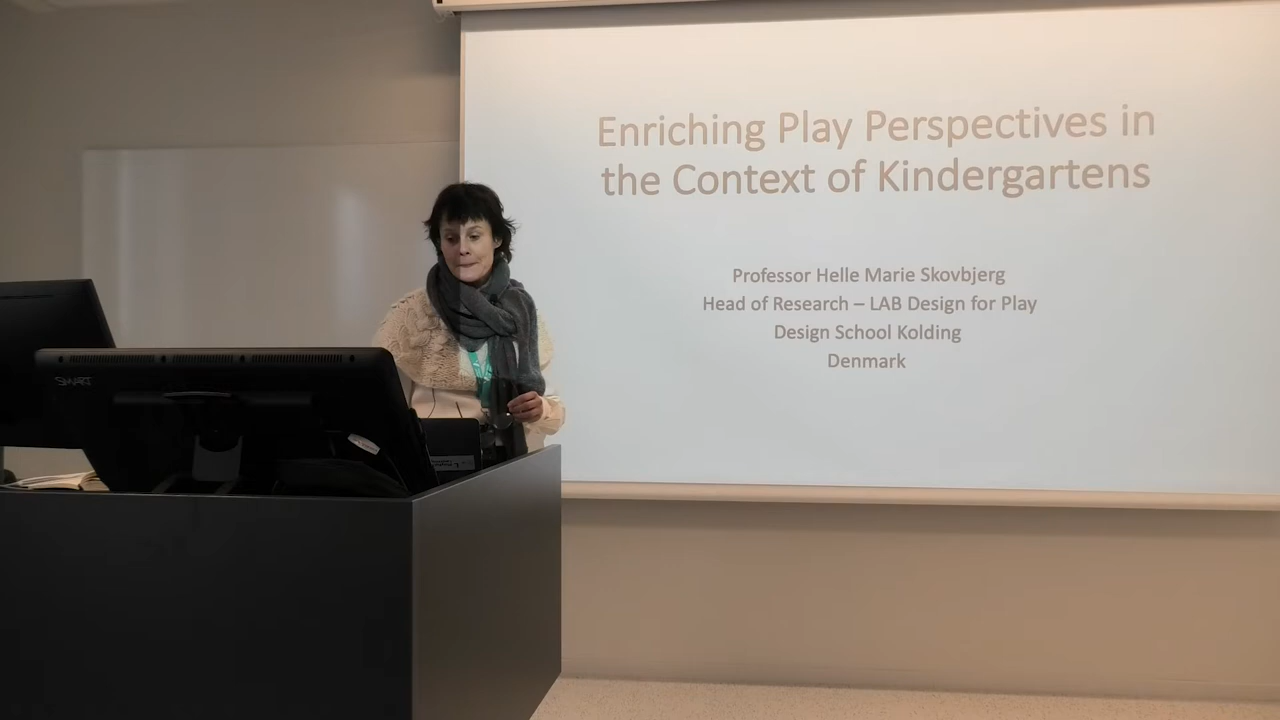 Enriching Play Perspectives in
the Context of Kindergartens
Professor Helle Marie Skovbjerg
Head of Research – LAB Design for Play
Design School Kolding
Denmark
SMART